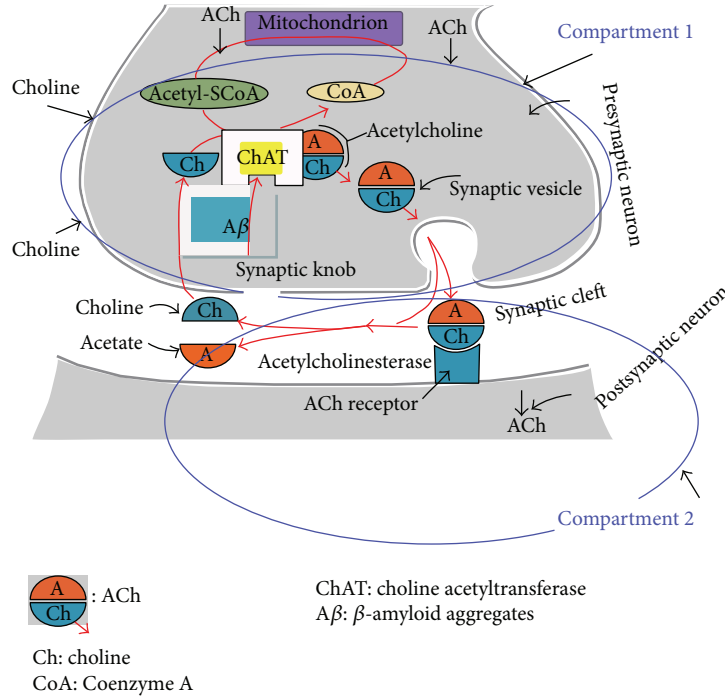 ACh
Mitochondrion
ACh
Compartment 1
Choline
Acetyl-SCoA
CoA
Presynaptic neuron
Acetylcholine
A
Ch
ChAT
Ch
A
Ch
Synaptic vesicle
Aβ
Choline
Synaptic knob
Choline
Ch
A
Ch
Synaptic cleft
Acetate
A
Acetylcholinesterase
Postsynaptic neuron
ACh receptor
ACh
Compartment 2
A
Ch
: ACh
ChAT: choline acetyltransferase
Aβ: β-amyloid aggregates
Ch: choline
CoA: Coenzyme A